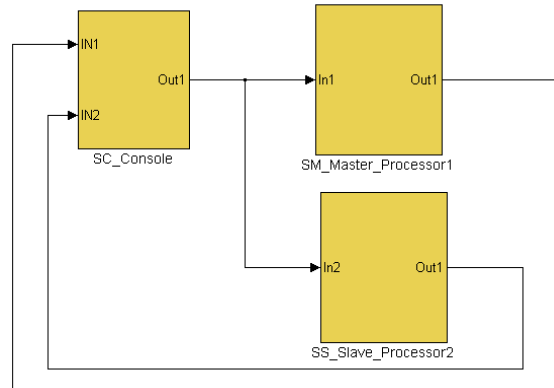 IN1
Out1
IN2
SC_Console
In1
Out1
SM_Master_Processor1
In2
Out1
SS_Slave_Processor2